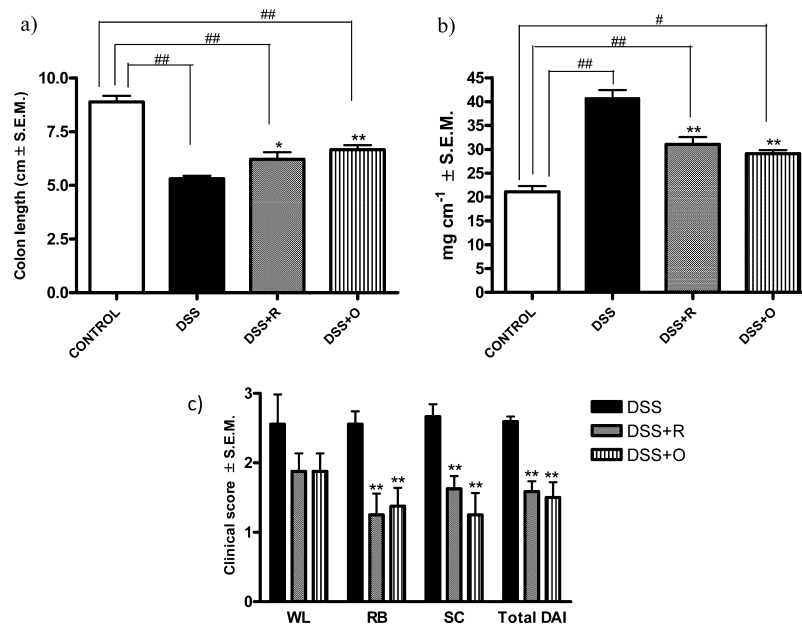 a)
##
##
##
Colon length (cm ± S.E.M.)
10.0
7.5
5.0
2.5
0.0
*
**
CONTROL
DSS
DSS+R
DSS+O
b)
#
##
##
mg cm⁻¹ ± S.E.M.
45
40
35
30
25
20
15
10
5
0
**
**
CONTROL
DSS
DSS+R
DSS+O
c)
Clinical score ± S.E.M.
3
2
1
0
** **
** **
** **
WL RB SC Total DAI
DSS
DSS+R
DSS+O